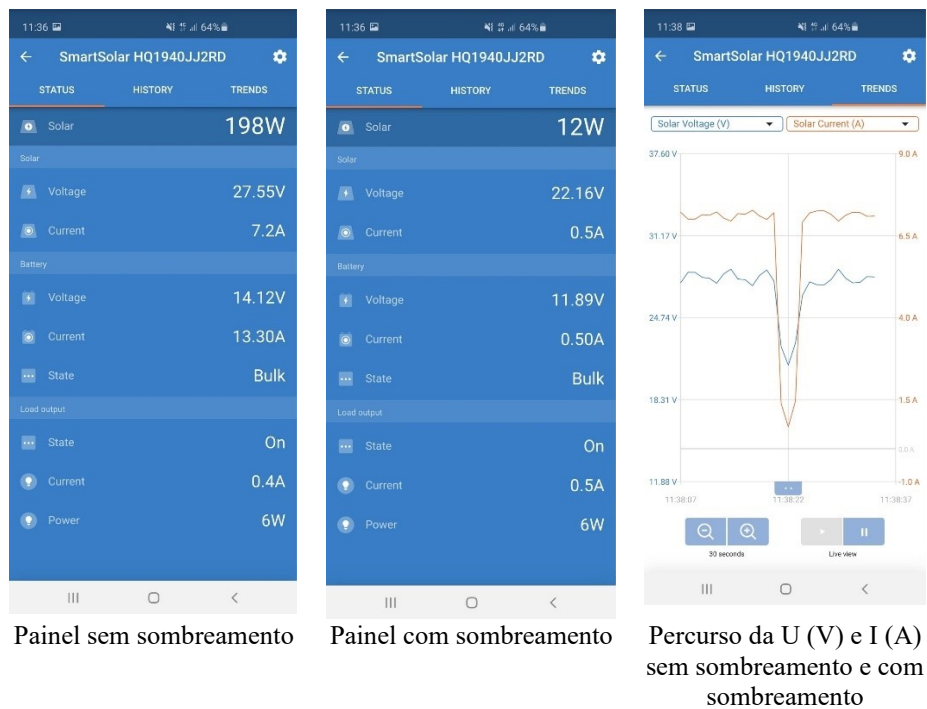 11:36 64%
SmartSolar HQ1940JJ2RD
STATUS HISTORY TRENDS
Solar 198W
Solar
Voltage 27.55V
Current 7.2A
Battery
Voltage 14.12V
Current 13.30A
State Bulk
Load output
State On
Current 0.4A
Power 6W
Painel sem sombreamento
11:36 64%
SmartSolar HQ1940JJ2RD
STATUS HISTORY TRENDS
Solar 12W
Solar
Voltage 22.16V
Current 0.5A
Battery
Voltage 11.89V
Current 0.50A
State Bulk
Load output
State On
Current 0.5A
Power 6W
Painel com sombreamento
11:38 64%
SmartSolar HQ1940JJ2RD
STATUS HISTORY TRENDS
Solar Voltage (V) Solar Current (A)
37.60 V 9.0 A
31.17 V 6.5 A
24.74 V 4.0 A
18.31 V 1.5 A
0.0 A
11.88 V -1.0 A
11:38:07 11:38:22 11:38:37
30 seconds Live view
Percurso da U (V) e I (A)
sem sombreamento e com
sombreamento